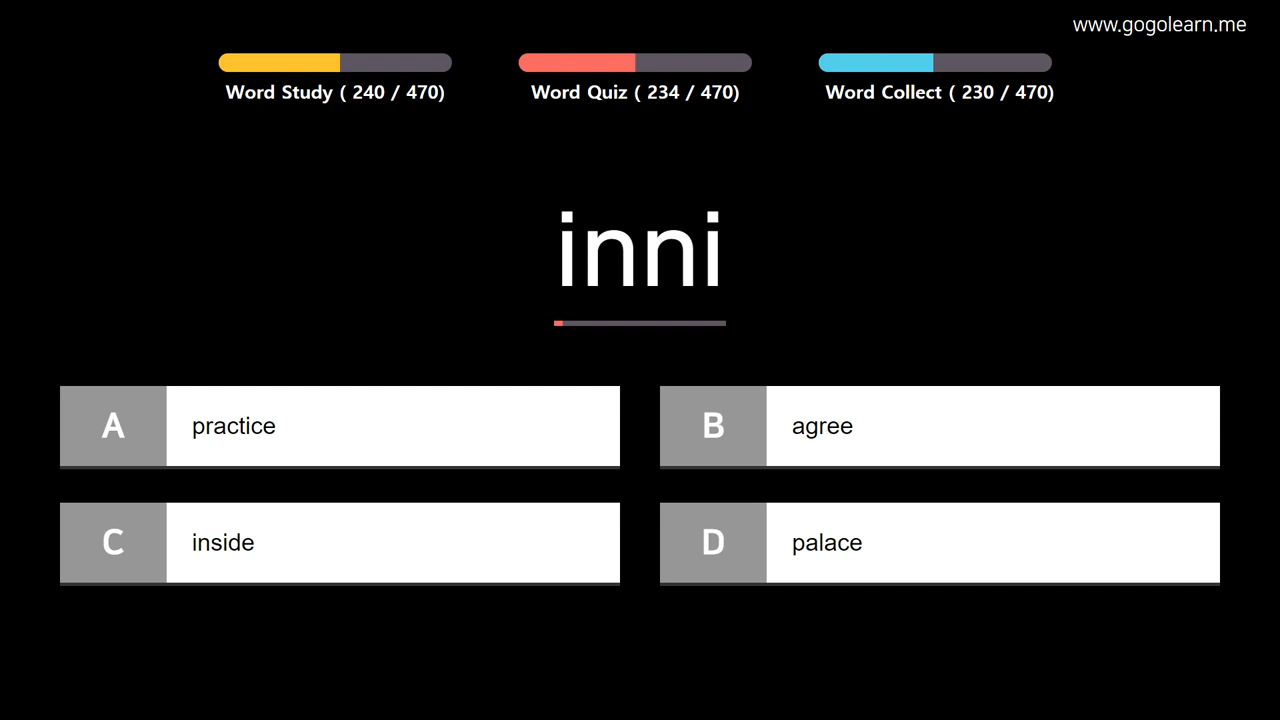 www.gogolearn.me
Word Study ( 240 / 470)
Word Quiz ( 234 / 470)
Word Collect ( 230 / 470)
inni
A practice
B agree
C inside
D palace